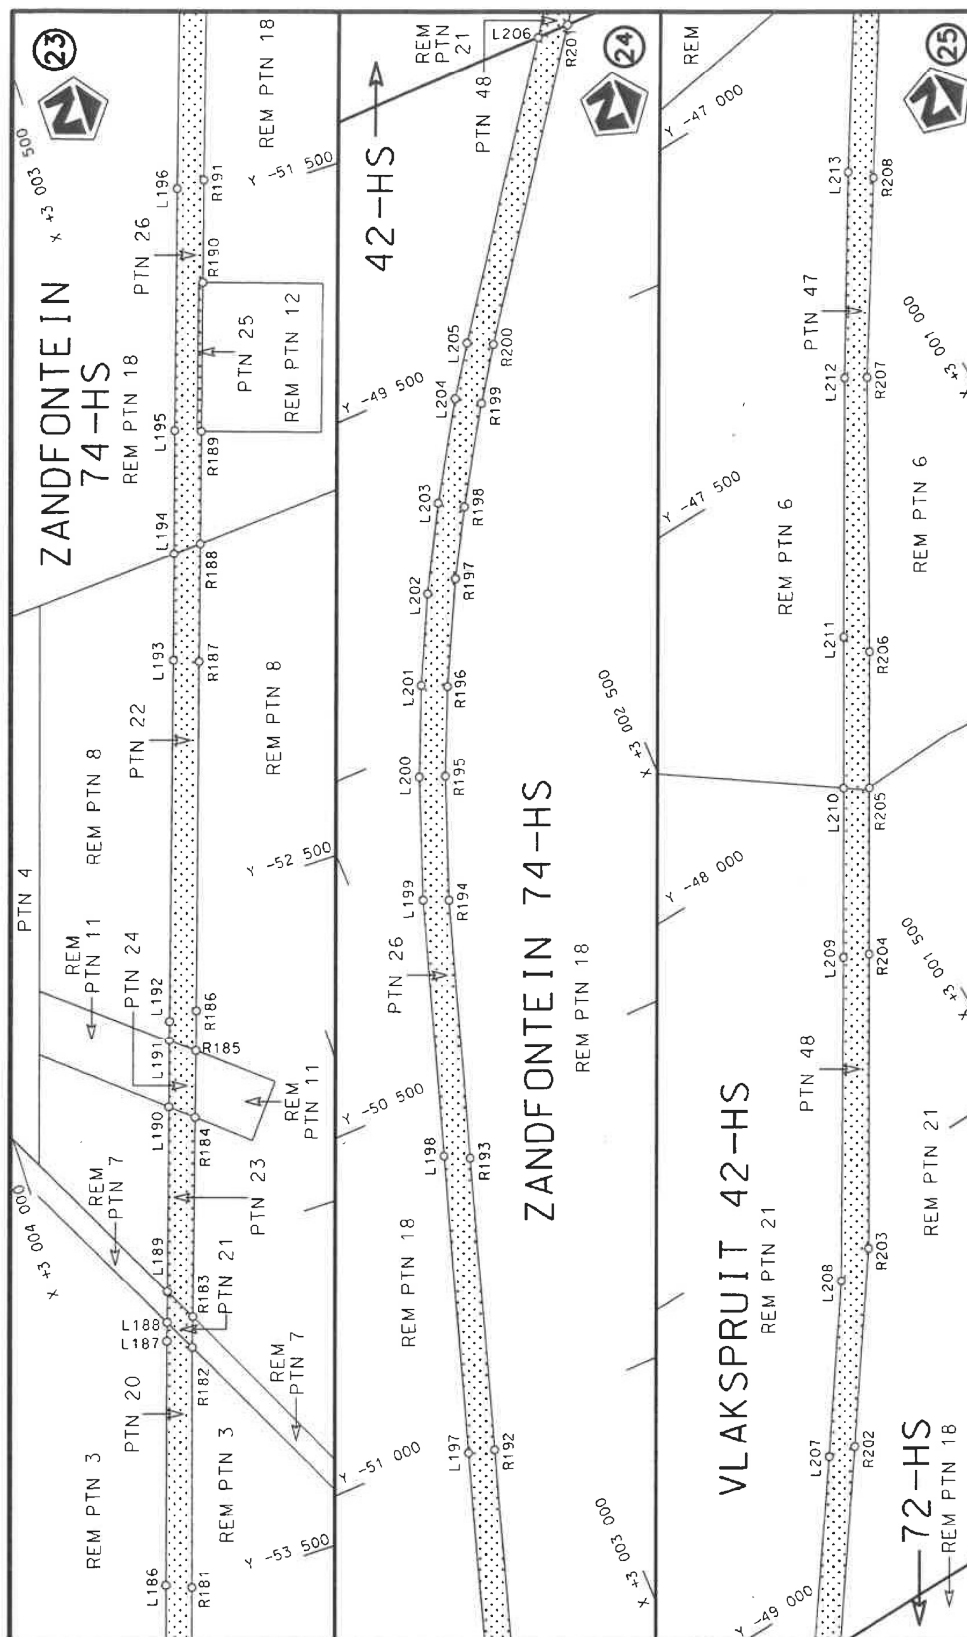 23
ZANDFONTEIN
74-HS
X +3 003 500
REM PTN 3
L186
R181
PTN 20
REM PTN 3
L187
L188
R182
L189
R183
PTN 21
REM
PTN 7
REM
PTN 7
X +3 004 000
Y -53 500
PTN 23
L190
R184
L191
R185
L192
R186
REM
PTN 11
PTN 24
REM
PTN 11
PTN 4
REM PTN 8
PTN 22
REM PTN 8
Y -52 500
L193
R187
L194
R188
L195
R189
REM PTN 18
PTN 25
REM PTN 12
PTN 26
R190
L196
R191
REM PTN 18
Y -51 500
24
42-HS
ZANDFONTEIN 74-HS
REM PTN 18
Y -51 000
X +3 003 000
L197
R192
REM PTN 18
L198
R193
Y -50 500
PTN 26
L199
R194
L200
R195
L201
R196
X +3 002 500
L202
R197
L203
R198
L204
R199
Y -49 500
L205
R200
PTN 48
REM
PTN
21
L206
R201
25
VLAKSPRUIT 42-HS
REM PTN 21
72-HS
REM PTN 18
Y -49 000
L207
R202
L208
R203
REM PTN 21
PTN 48
L209
R204
Y -48 000
X +3 001 500
L210
R205
L211
R206
REM PTN 6
REM PTN 6
Y -47 500
L212
R207
PTN 47
X +3 001 000
L213
R208
Y -47 000
REM